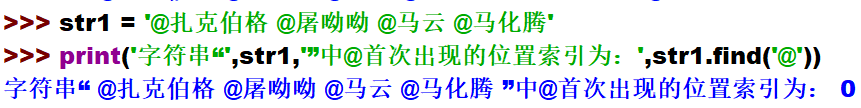 >>> str1 = '@扎克伯格 @屠呦呦 @马云 @马化腾'
>>> print('字符串“',str1,'”中@首次出现的位置索引为：',str1.find('@'))
字符串“ @扎克伯格 @屠呦呦 @马云 @马化腾 ”中@首次出现的位置索引为： 0